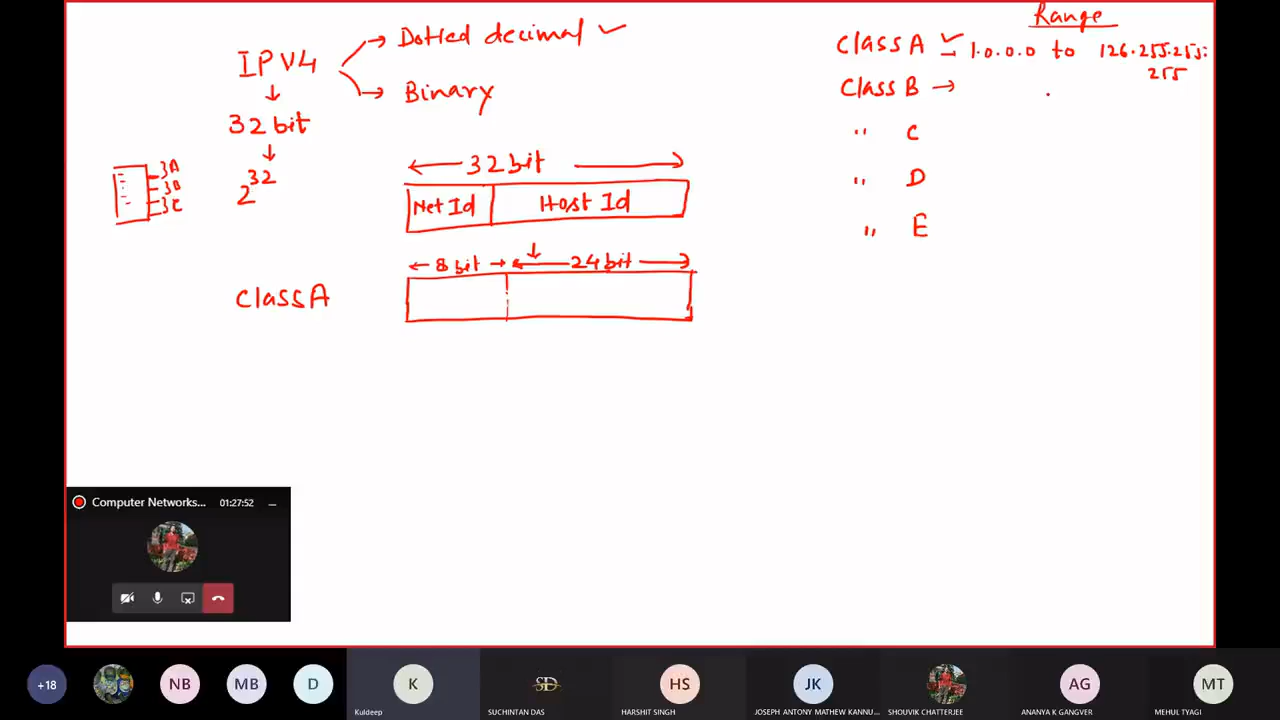 IPV4
Dotted decimal
Binary
32 bit
2^32
3A
3B
3C
32 bit
Net Id
Host Id
8 bit
24 bit
Class A
Range
Class A
1.0.0.0 to 126.255.255.
255
Class B
" C
" D
" E
Computer Networks... 01:27:52
+18
NB
MB
D
K
SD
HS
JK
AG
MT
Kuldeep
SUCHINTAN DAS
HARSHIT SINGH
JOSEPH ANTONY MATHEW KANNU...
SHOUVIK CHATTERJEE
ANANYA K GANGVER
MEHUL TYAGI